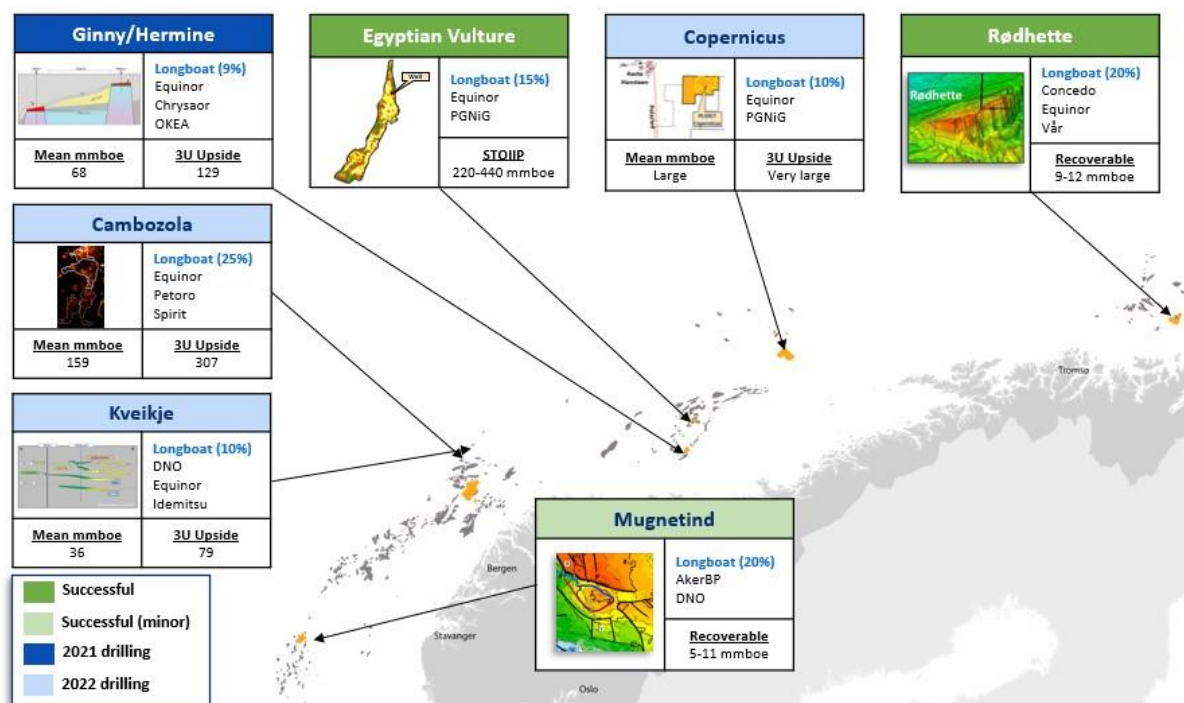 Ginny/Hermine
Longboat (9%)
Equinor
Chrysaor
OKEA
Mean mmboe
68
3U Upside
129
Egyptian Vulture
Well
Longboat (15%)
Equinor
PGNiG
STOIIP
220-440 mmboe
Copernicus
Aasta
Hansteen
Longboat (10%)
Equinor
PGNiG
Mean mmboe
Large
3U Upside
Very large
Rødhette
Rødhette
Longboat (20%)
Concedo
Equinor
Vår
Recoverable
9-12 mmboe
Cambozola
Longboat (25%)
Equinor
Petoro
Spirit
Mean mmboe
159
3U Upside
307
Kveikje
Longboat (10%)
DNO
Equinor
Idemitsu
Mean mmboe
36
3U Upside
79
Mugnetind
Longboat (20%)
AkerBP
DNO
Recoverable
5-11 mmboe
Tromsø
Bergen
Stavanger
Oslo
Successful
Successful (minor)
2021 drilling
2022 drilling